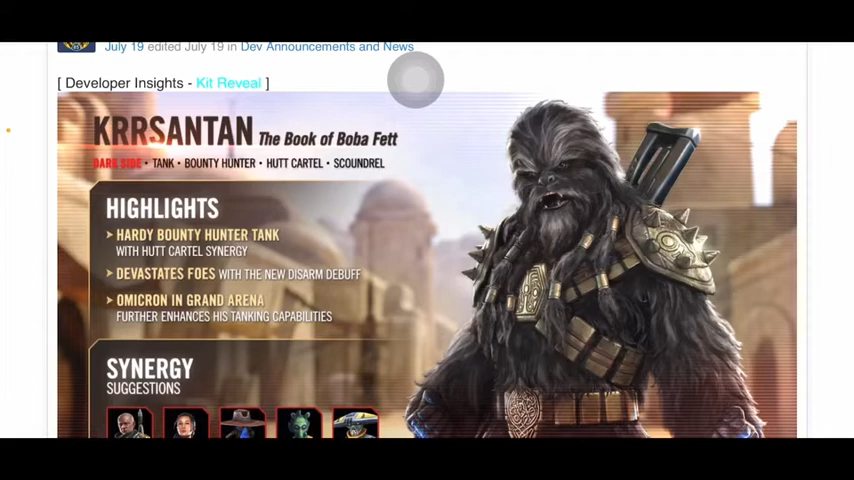 July 19 edited July 19 in Dev Announcements and News
[ Developer Insights - Kit Reveal ]
KRRSANTAN The Book of Boba Fett
DARK SIDE • TANK • BOUNTY HUNTER • HUTT CARTEL • SCOUNDREL
HIGHLIGHTS
HARDY BOUNTY HUNTER TANK
WITH HUTT CARTEL SYNERGY
DEVASTATES FOES WITH THE NEW DISARM DEBUFF
OMICRON IN GRAND ARENA
FURTHER ENHANCES HIS TANKING CAPABILITIES
SYNERGY
SUGGESTIONS